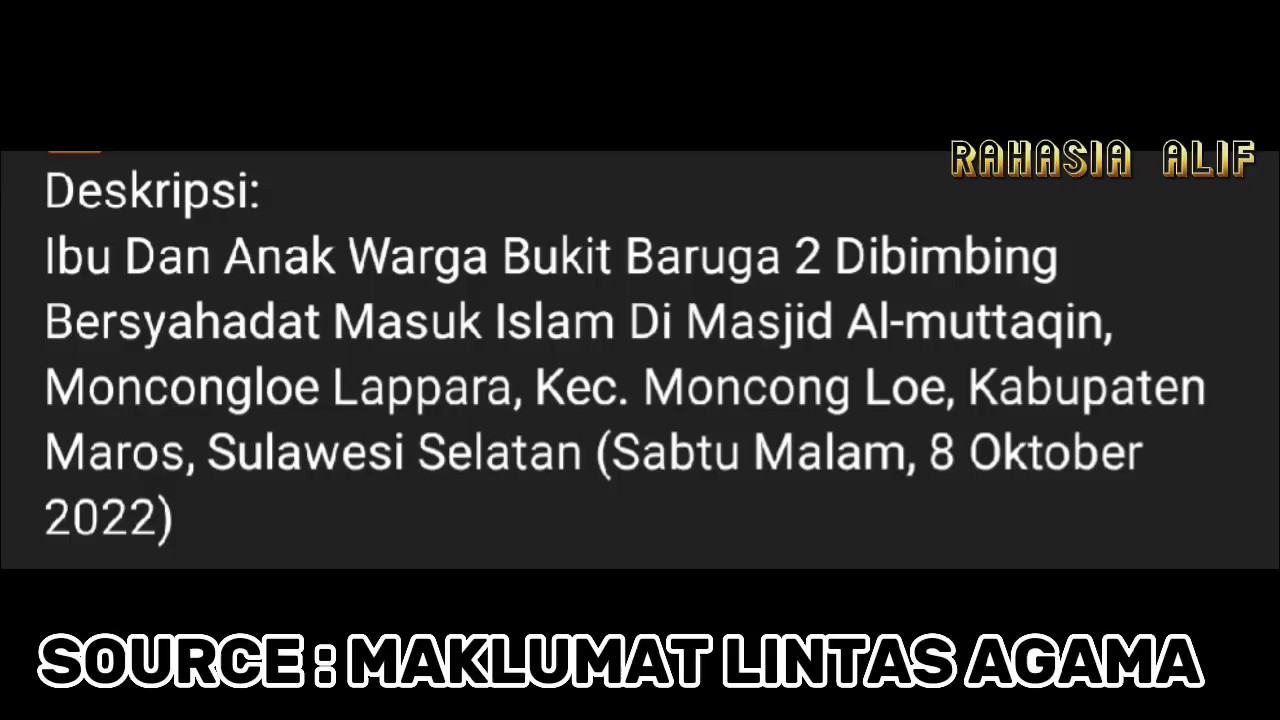 RAHASIA ALIF
Deskripsi:
Ibu Dan Anak Warga Bukit Baruga 2 Dibimbing
Bersyahadat Masuk Islam Di Masjid Al-muttaqin,
Moncongloe Lappara, Kec. Moncong Loe, Kabupaten
Maros, Sulawesi Selatan (Sabtu Malam, 8 Oktober
2022)
SOURCE : MAKLUMAT LINTAS AGAMA